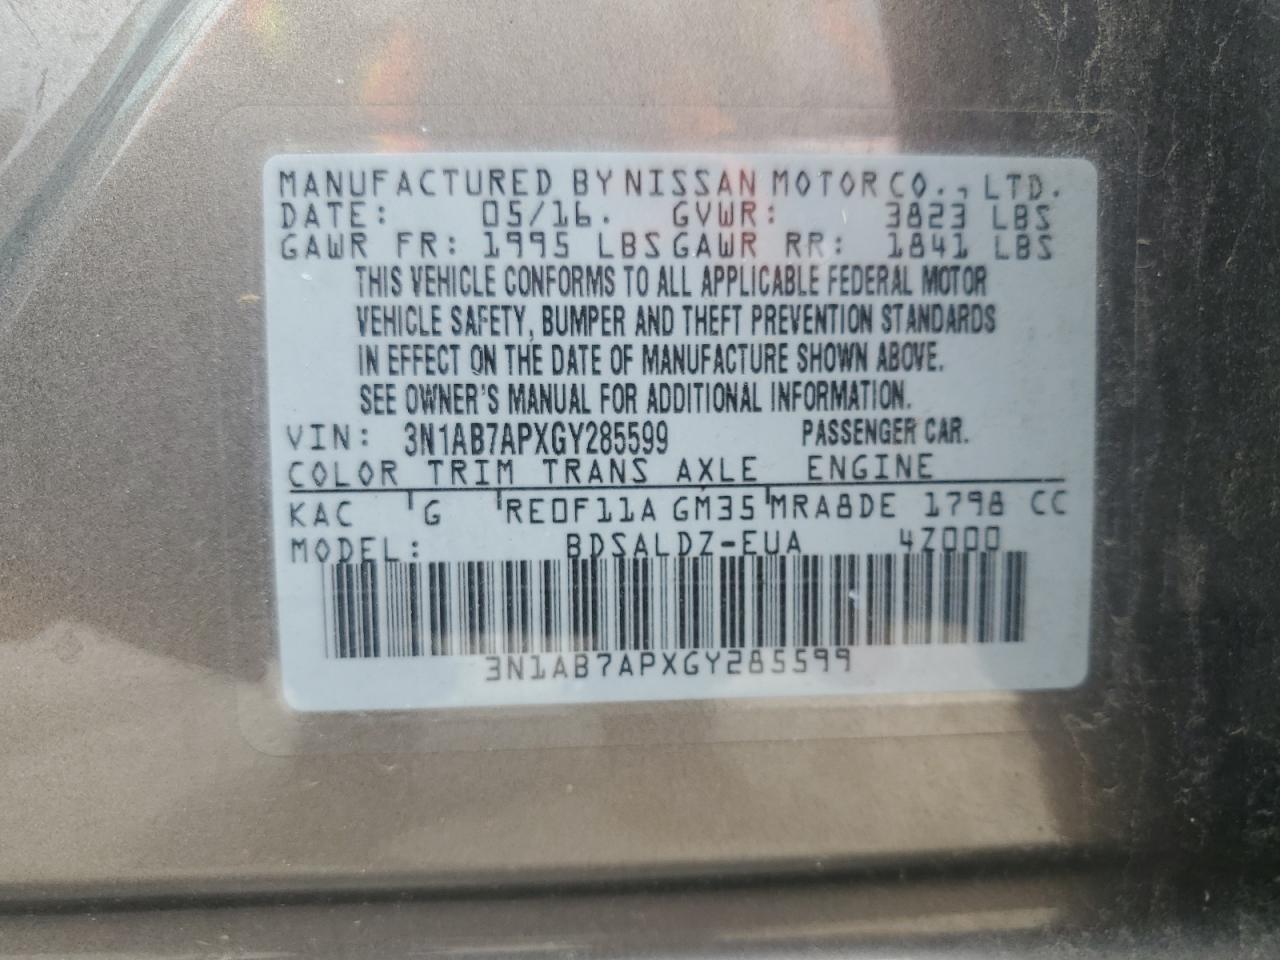 MANUFACTURED BY NISSAN MOTOR CO., LTD.
DATE: 05/16. GVWR: 3823 LBS
GAWR FR: 1995 LBS GAWR RR: 1841 LBS
THIS VEHICLE CONFORMS TO ALL APPLICABLE FEDERAL MOTOR
VEHICLE SAFETY, BUMPER AND THEFT PREVENTION STANDARDS
IN EFFECT ON THE DATE OF MANUFACTURE SHOWN ABOVE.
SEE OWNER'S MANUAL FOR ADDITIONAL INFORMATION.
VIN: 3N1AB7APXGY285599 PASSENGER CAR.
COLOR TRIM TRANS AXLE ENGINE
KAC G RE0F11A GM35 MRA8DE 1798 CC
MODEL: BDSALDZ-EUA 4Z000
3N1AB7APXGY285599